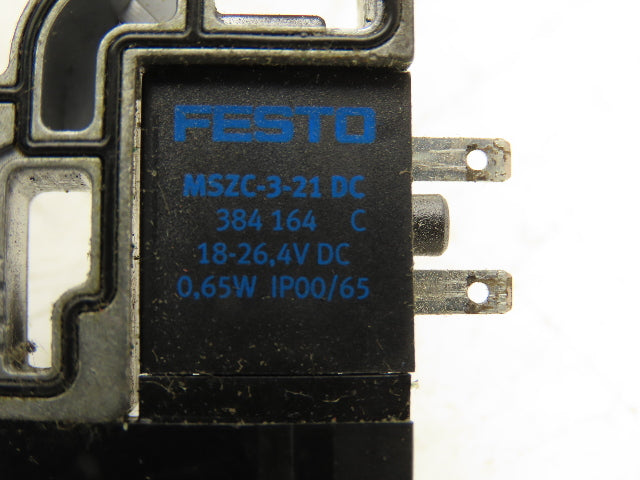 FESTO
MSZC-3-21 DC
384 164 C
18-26,4V DC
0,65W IP00/65